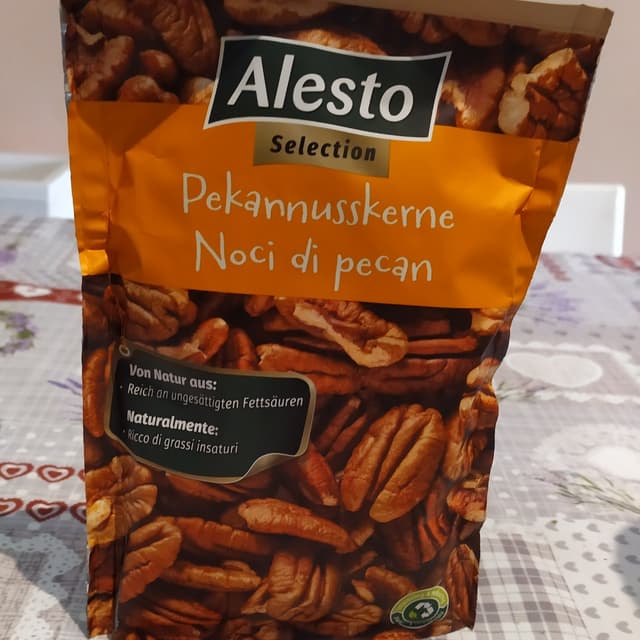 Alesto
Selection
Pekannusskerne
Noci di pecan
Von Natur aus:
· Reich an ungesättigten Fettsäuren
Naturalmente:
· Ricco di grassi insaturi